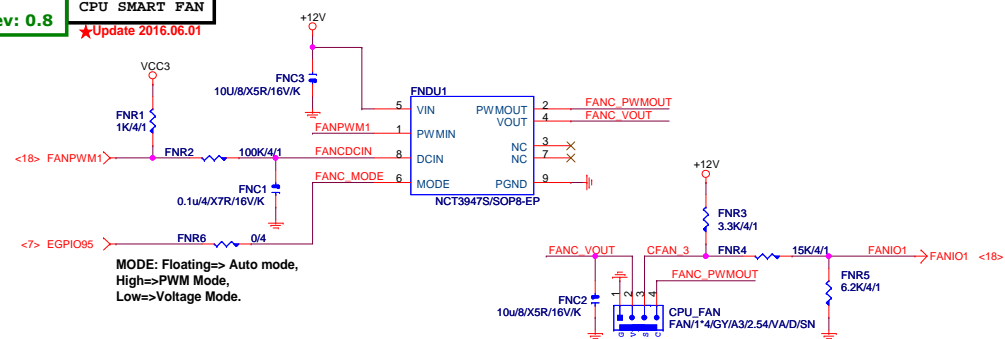 ev: 0.8
CPU SMART FAN
★Update 2016.06.01
+12V
VCC3
FNC3
10U/8/X5R/16V/K
FNR1
1K/4/1
FNDU1
5 VIN
PWMOUT 2 FANC_PWMOUT
VOUT 4 FANC_VOUT
FANPWM1 1 PWMIN
NC 3
<18> FANPWM1
FNR2 100K/4/1
FANCDCIN 8 DCIN
NC 7
FNC1
0.1u/4/X7R/16V/K
FANC_MODE 6 MODE
PGND 9
NCT3947S/SOP8-EP
<7> EGPIO95
FNR6 0/4
MODE: Floating=> Auto mode,
High=>PWM Mode,
Low=>Voltage Mode.
+12V
FNR3
3.3K/4/1
FANC_VOUT
CFAN_3
FNR4 15K/4/1
FANIO1
FANIO1 <18>
FANC_PWMOUT
FNR5
6.2K/4/1
FNC2
10u/8/X5R/16V/K
1 2 3 4
G V S C
CPU_FAN
FAN/1*4/GY/A3/2.54/VA/D/SN